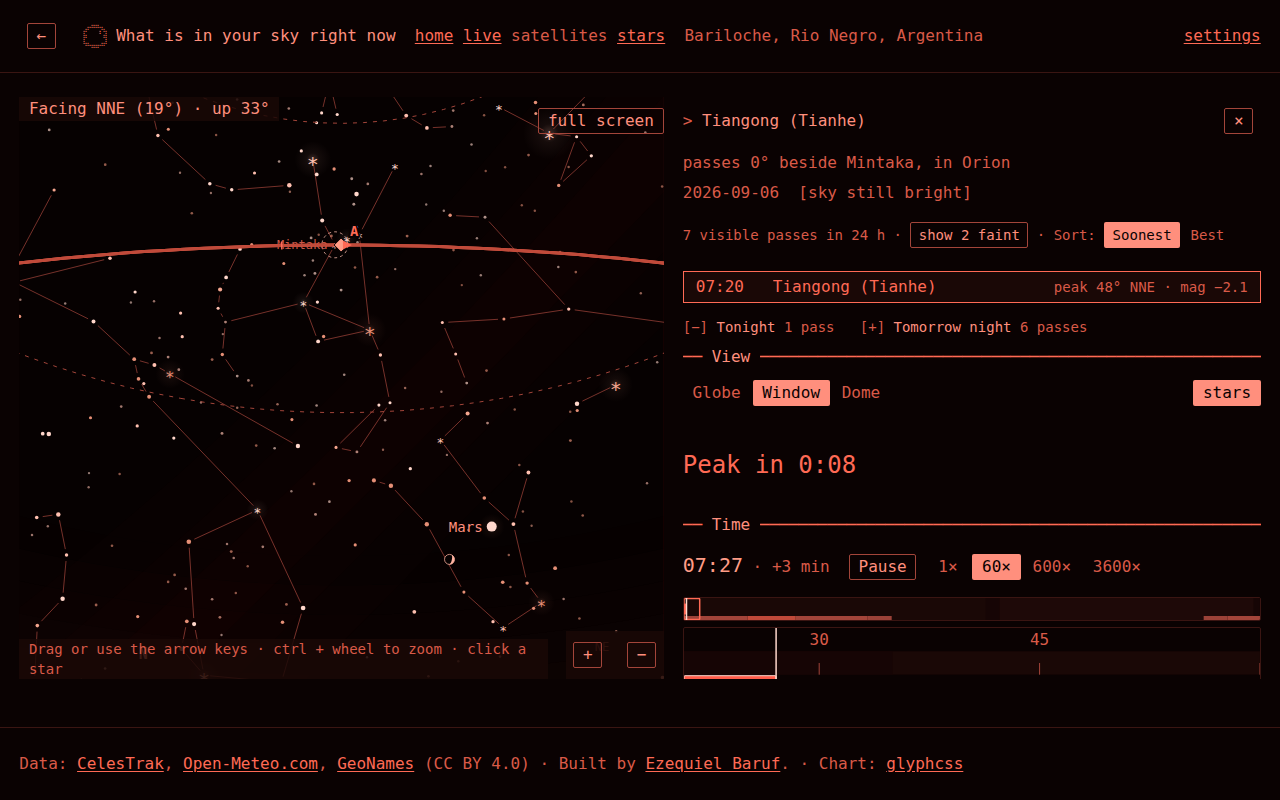 ← What is in your sky right now home live satellites stars Bariloche, Rio Negro, Argentina settings
Facing NNE (19°) · up 33°
full screen
A
Mintaka
Mars
Drag or use the arrow keys · ctrl + wheel to zoom · click a
star
+ −
> Tiangong (Tianhe) ×
passes 0° beside Mintaka, in Orion
2026-09-06 [sky still bright]
7 visible passes in 24 h · show 2 faint · Sort: Soonest Best
07:20 Tiangong (Tianhe) peak 48° NNE · mag −2.1
[−] Tonight 1 pass [+] Tomorrow night 6 passes
View
Globe Window Dome stars
Peak in 0:08
Time
07:27 · +3 min Pause 1× 60× 600× 3600×
30 45
Data: CelesTrak, Open-Meteo.com, GeoNames (CC BY 4.0) · Built by Ezequiel Baruf. · Chart: glyphcss